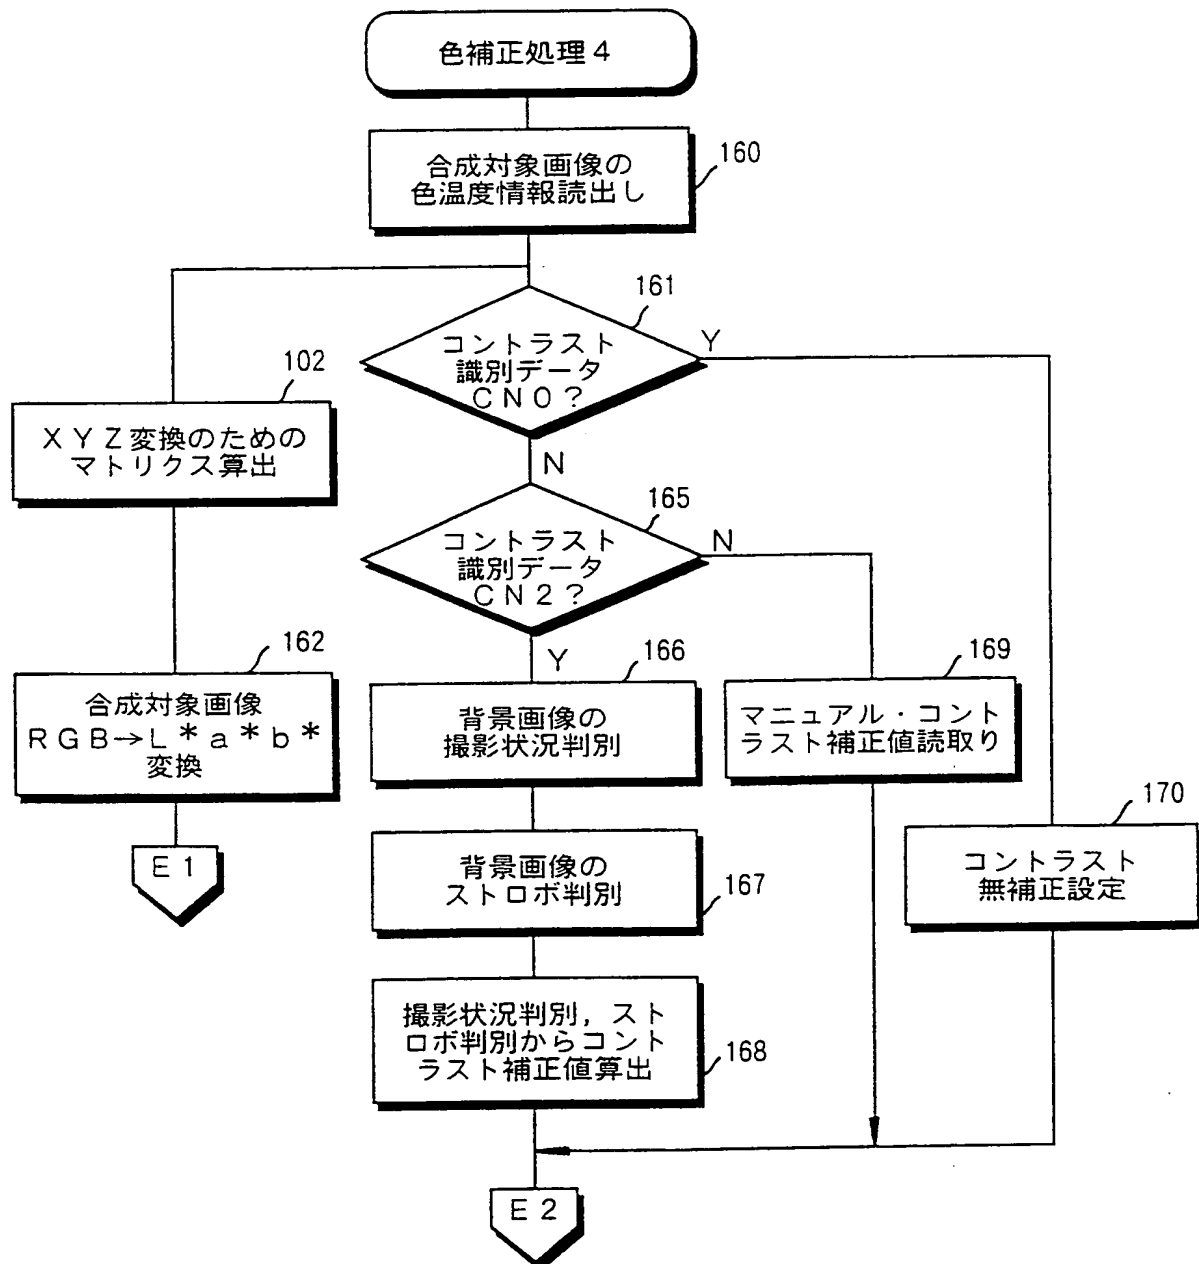 色補正処理4
合成対象画像の
色温度情報読出し
160
161
コントラスト
識別データ
CN0?
Y
N
102
XYZ変換のための
マトリクス算出
165
コントラスト
識別データ
CN2?
N
Y
162
合成対象画像
RGB→L*a*b*
変換
E1
166
背景画像の
撮影状況判別
169
マニュアル・コント
ラスト補正値読取り
170
コントラスト
無補正設定
背景画像の
ストロボ判別
167
撮影状況判別，スト
ロボ判別からコント
ラスト補正値算出
168
E2